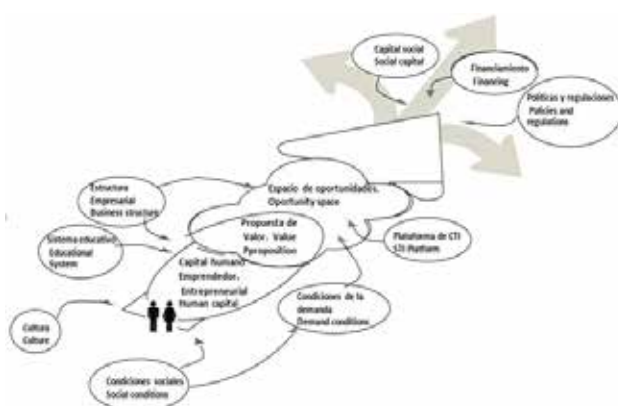 Capital social
Social capital
Financiamiento
Financing
Políticas y regulaciones
Policies and
regulations
Estructura
Empresarial
Business structure
Espacio de oportunidades.
Oportunity space
Sistema educativo
Educational
System
Propuesta de
Valor. Value
Pproposition
Plataforma de CTI
STI Platform
Capital humano
Emprendedor.
Entrepreneurial
Human capital
Condiciones de la
demanda
Demand conditions
Cultura
Culture
Condiciones sociales
Social conditions